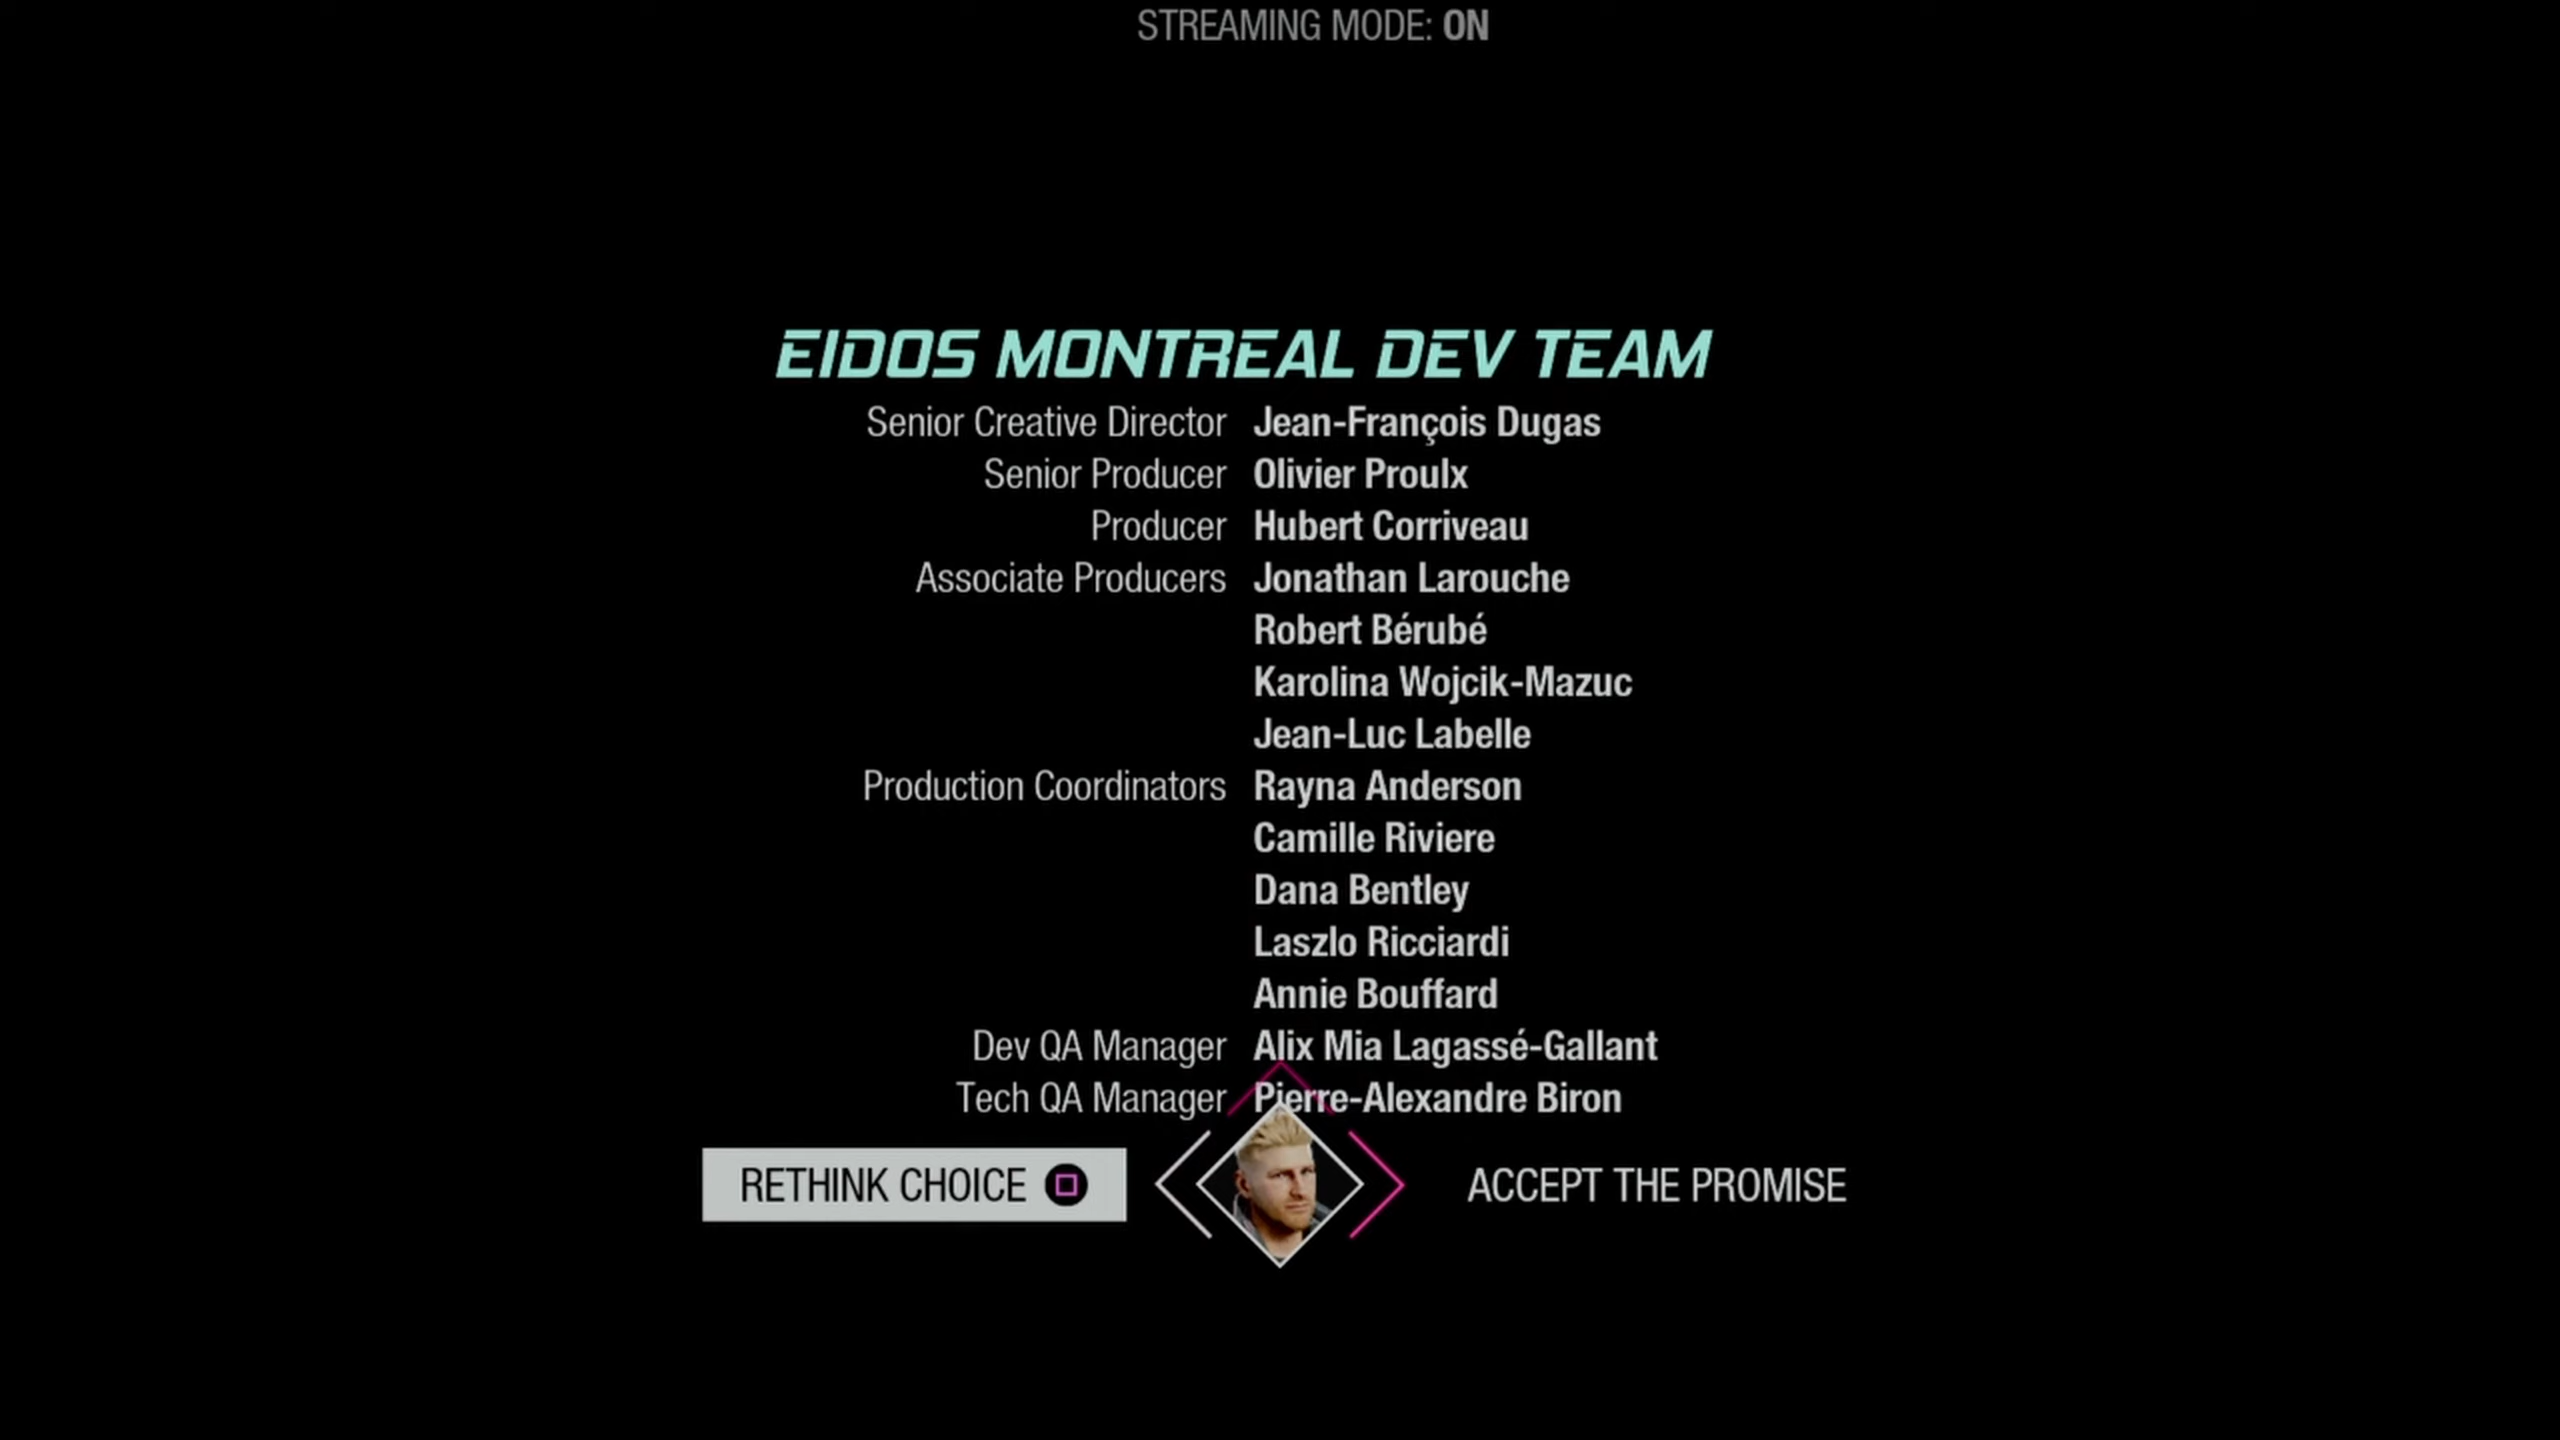 STREAMING MODE: ON
EIDOS MONTREAL DEV TEAM
Senior Creative Director Jean-François Dugas
Senior Producer Olivier Proulx
Producer Hubert Corriveau
Associate Producers Jonathan Larouche
Robert Bérubé
Karolina Wojcik-Mazuc
Jean-Luc Labelle
Production Coordinators Rayna Anderson
Camille Riviere
Dana Bentley
Laszlo Ricciardi
Annie Bouffard
Dev QA Manager Alix Mia Lagassé-Gallant
Tech QA Manager Pierre-Alexandre Biron
RETHINK CHOICE
ACCEPT THE PROMISE